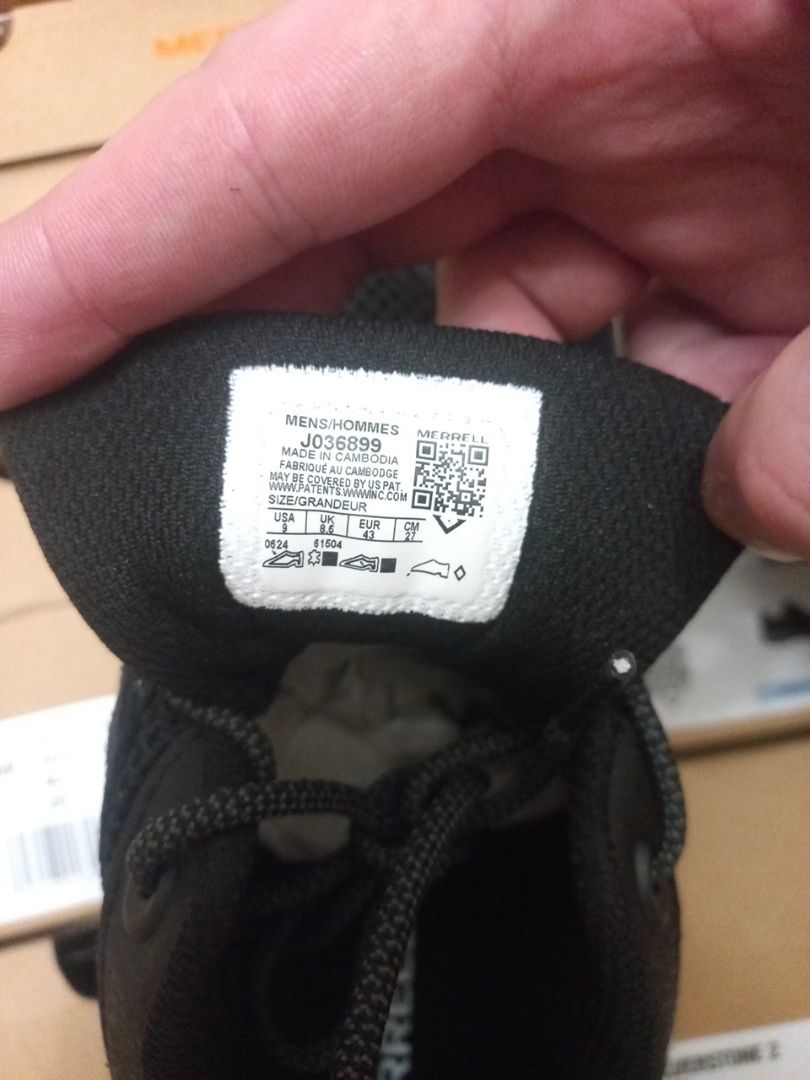 MENS/HOMMES
J036899
MADE IN CAMBODIA
FABRIQUÉ AU CAMBODGE
MAY BE COVERED BY US PAT.
WWW.PATENTS.WWWINC.COM
SIZE/GRANDEUR
USA UK EUR CM
9 8.5 43 27
0624 61504
MERRELL